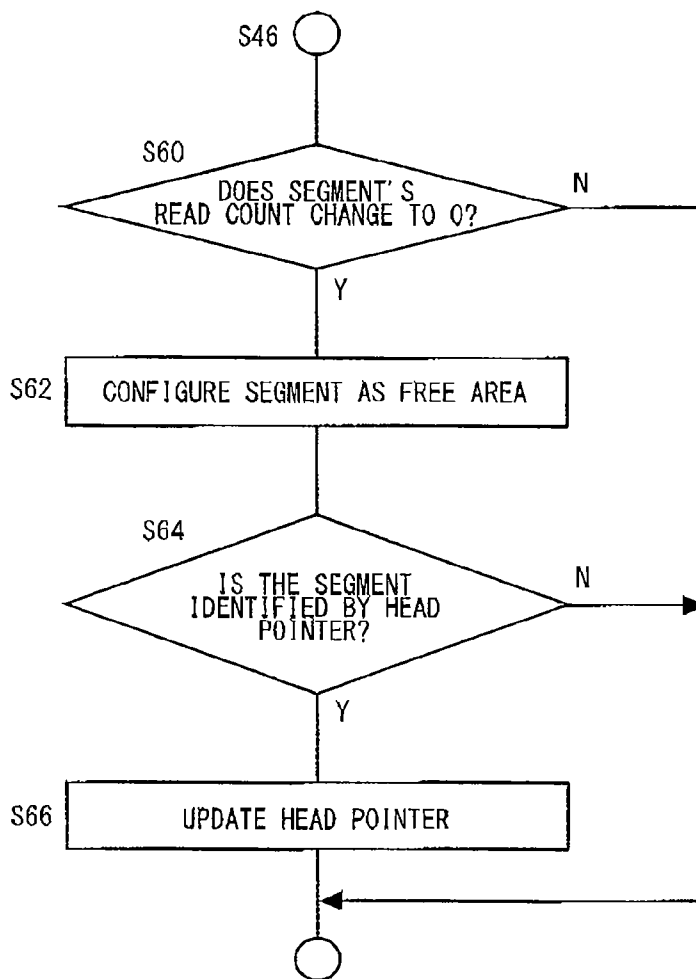 S46
S60
DOES SEGMENT'S
READ COUNT CHANGE TO 0?
N
Y
S62
CONFIGURE SEGMENT AS FREE AREA
S64
IS THE SEGMENT
IDENTIFIED BY HEAD
POINTER?
N
Y
S66
UPDATE HEAD POINTER